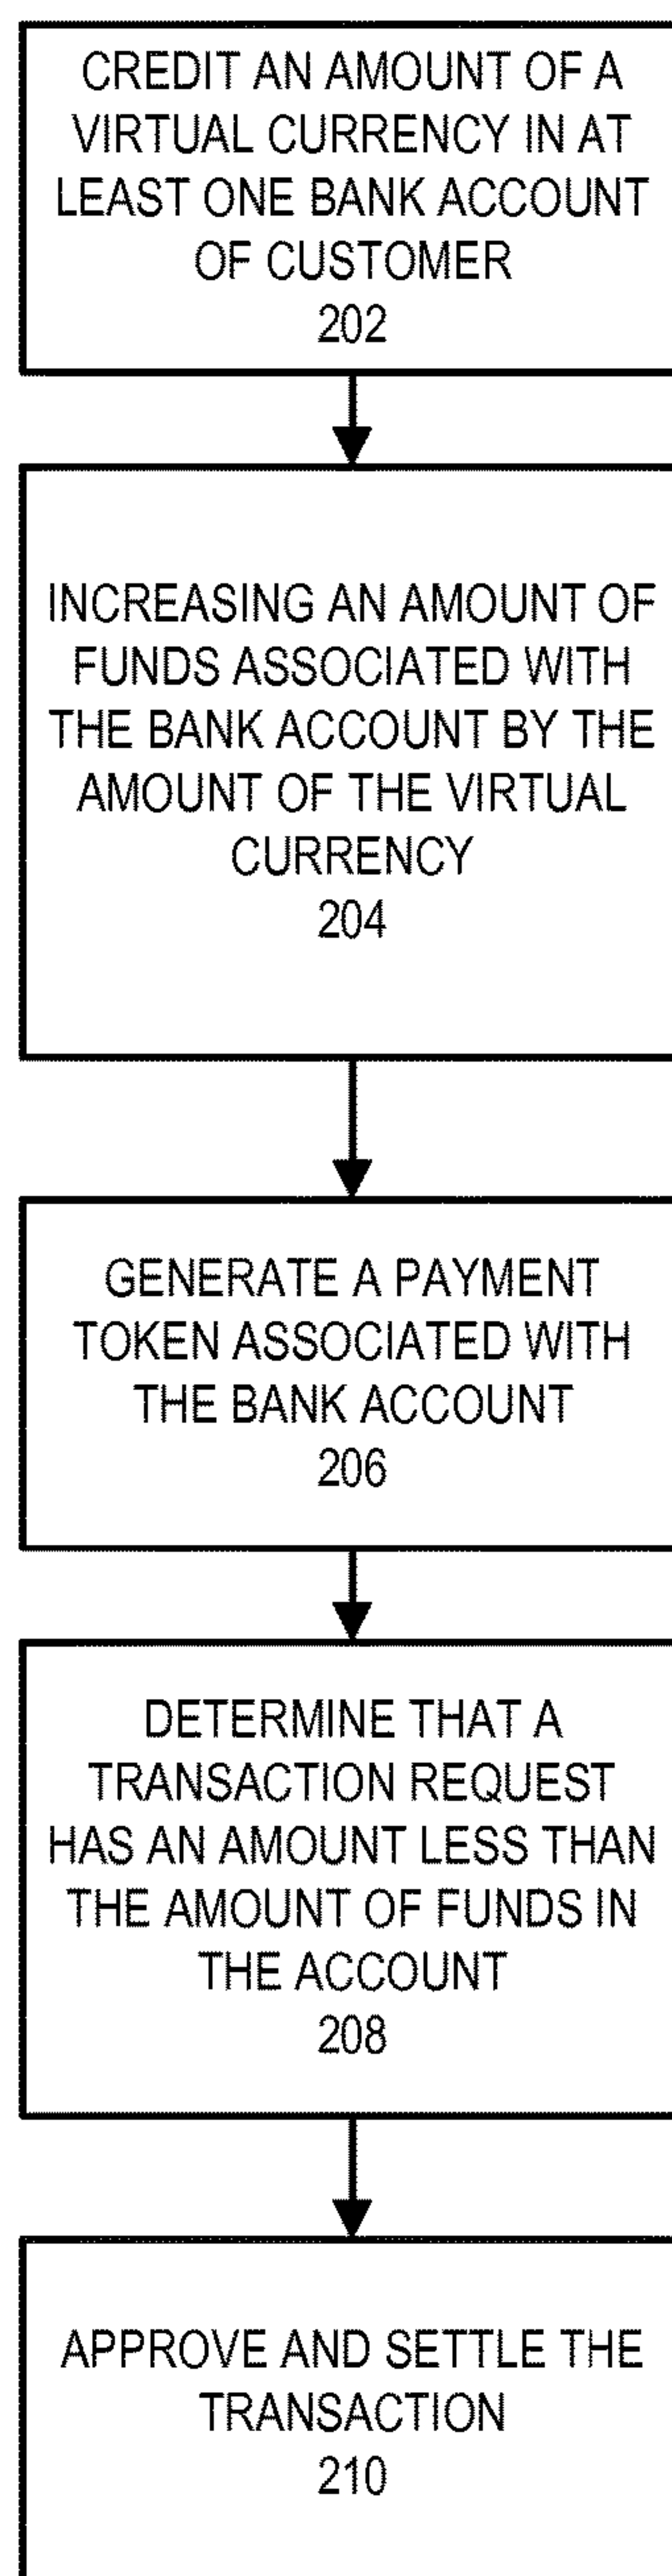 CREDIT AN AMOUNT OF A
VIRTUAL CURRENCY IN AT
LEAST ONE BANK ACCOUNT
OF CUSTOMER
202
INCREASING AN AMOUNT OF
FUNDS ASSOCIATED WITH
THE BANK ACCOUNT BY THE
AMOUNT OF THE VIRTUAL
CURRENCY
204
GENERATE A PAYMENT
TOKEN ASSOCIATED WITH
THE BANK ACCOUNT
206
DETERMINE THAT A
TRANSACTION REQUEST
HAS AN AMOUNT LESS THAN
THE AMOUNT OF FUNDS IN
THE ACCOUNT
208
APPROVE AND SETTLE THE
TRANSACTION
210